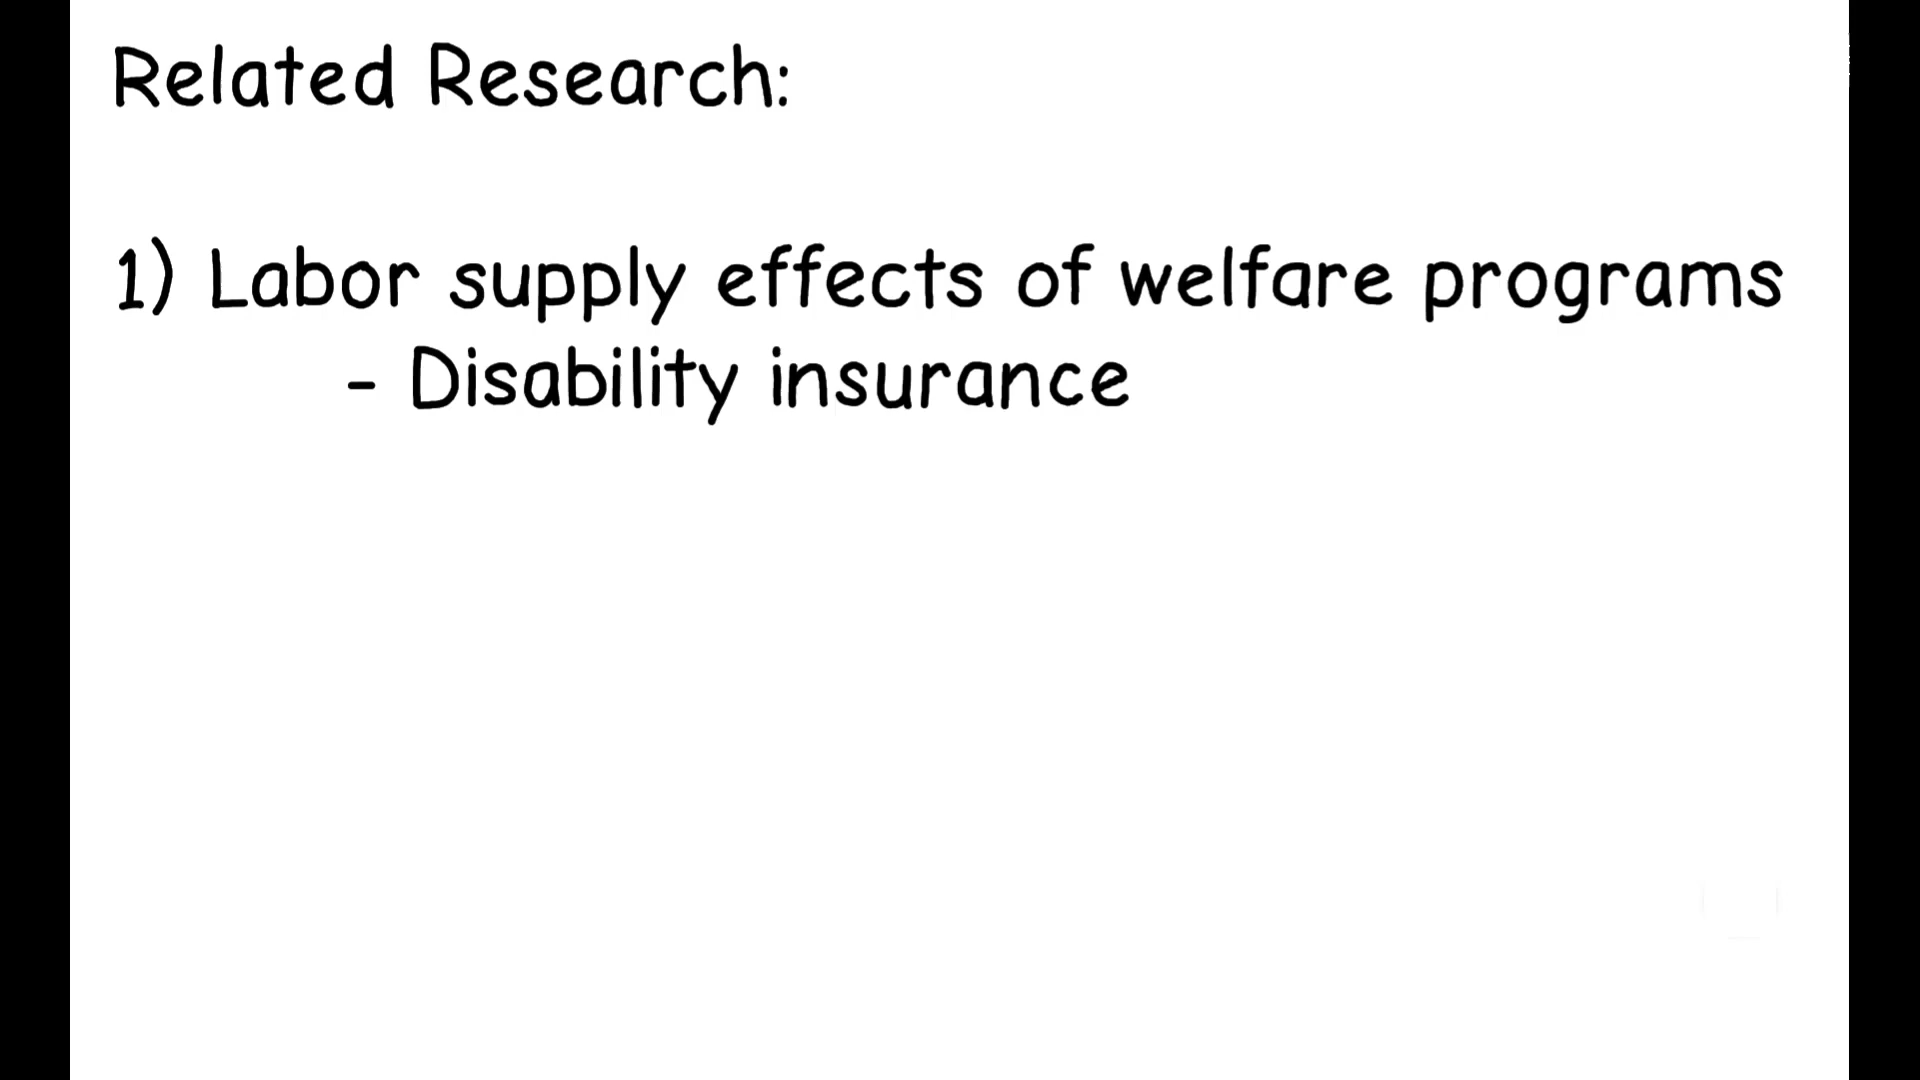 Related Research:
1) Labor supply effects of welfare programs
- Disability insurance